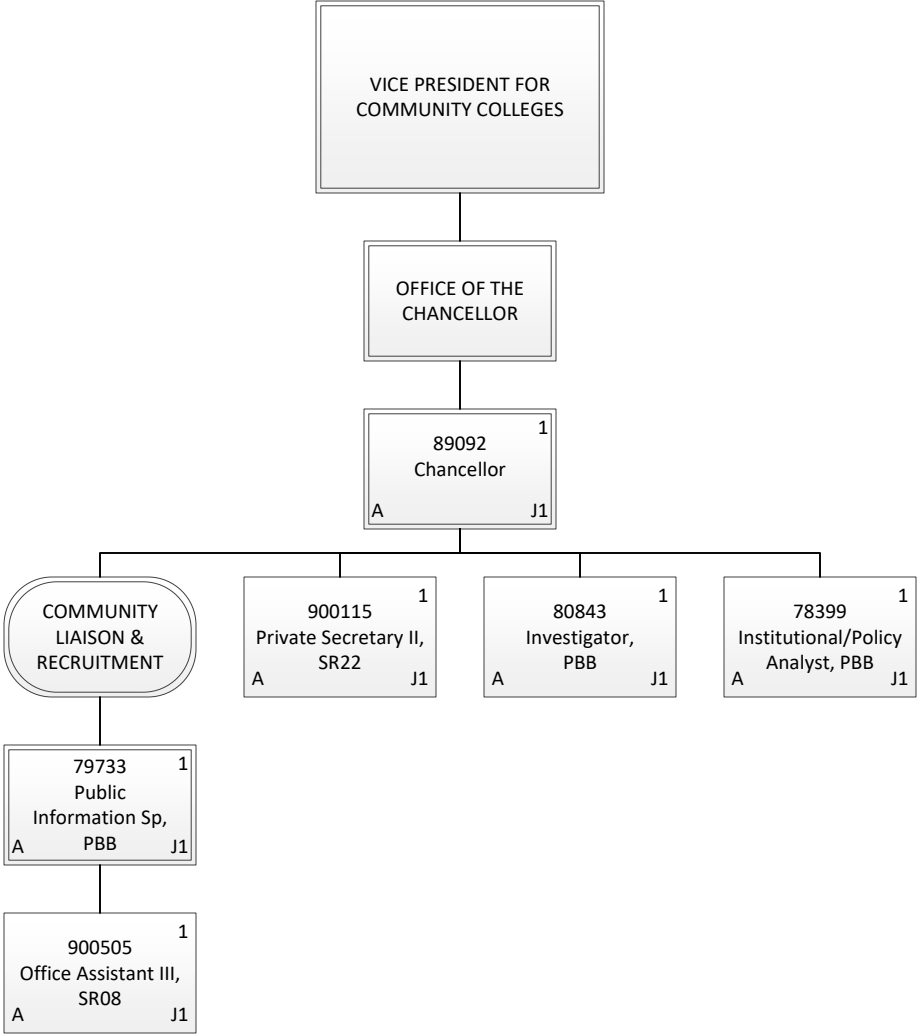 VICE PRESIDENT FOR
COMMUNITY COLLEGES
OFFICE OF THE
CHANCELLOR
1
89092
Chancellor
A J1
COMMUNITY
LIAISON &
RECRUITMENT
1
900115
Private Secretary II,
SR22
A J1
1
80843
Investigator,
PBB
A J1
1
78399
Institutional/Policy
Analyst, PBB
A J1
79733 1
Public
Information Sp,
PBB
A J1
1
900505
Office Assistant III,
SR08
A J1